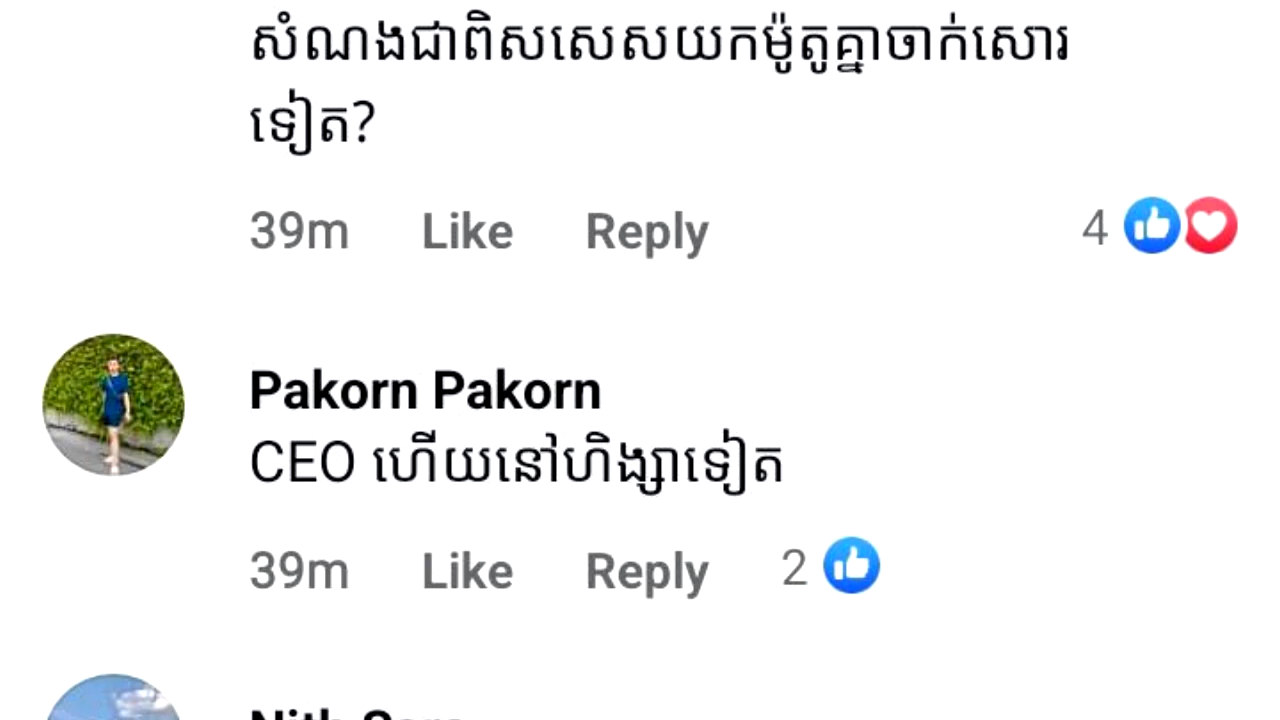 សំណងជាពិសសេសយកម៉ូតូគ្នាចាក់សោរ
ទៀត?
39m Like Reply 4
Pakorn Pakorn
CEO ហើយនៅហិង្សាទៀត
39m Like Reply 2